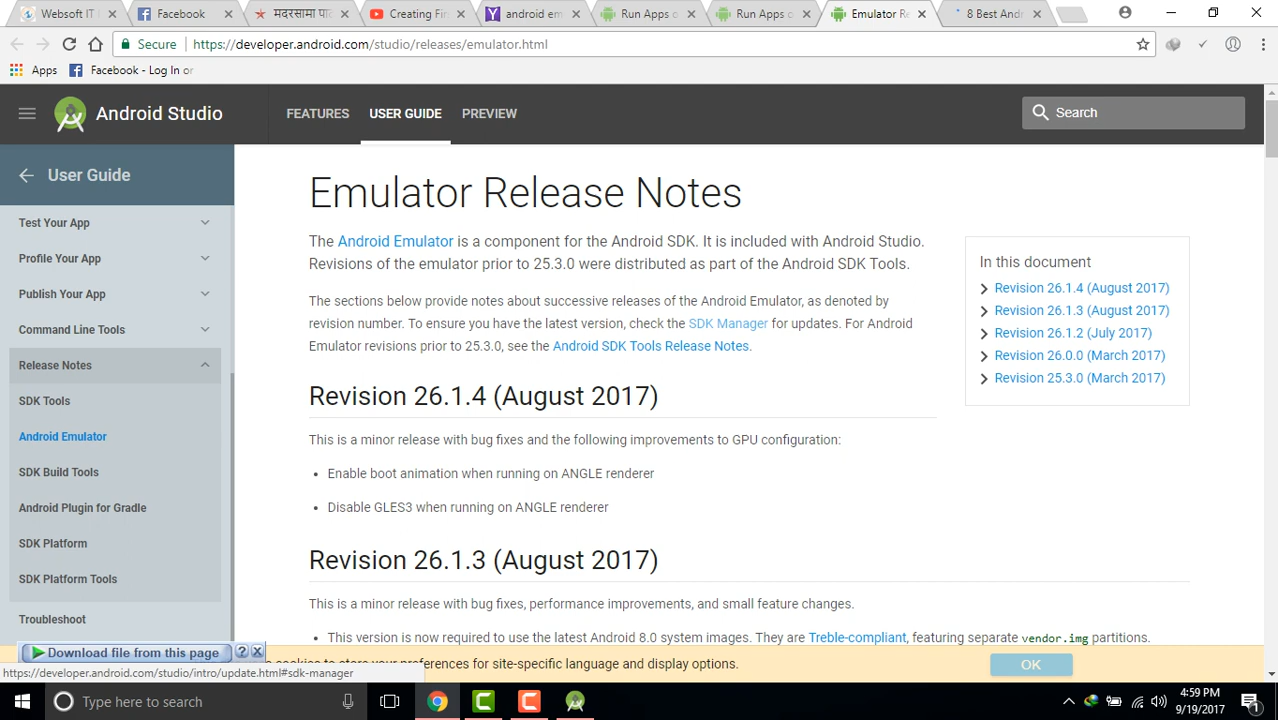 Websoft IT
Facebook
मदरसामा पा
Creating Fi
android em
Run Apps o
Run Apps o
Emulator Re
8 Best And
Secure
https://developer.android.com/studio/releases/emulator.html
Apps
Facebook - Log In or
Android Studio
FEATURES
USER GUIDE
PREVIEW
Search
User Guide
Test Your App
Profile Your App
Publish Your App
Command Line Tools
Release Notes
SDK Tools
Android Emulator
SDK Build Tools
Android Plugin for Gradle
SDK Platform
SDK Platform Tools
Troubleshoot
Emulator Release Notes
The Android Emulator is a component for the Android SDK. It is included with Android Studio.
Revisions of the emulator prior to 25.3.0 were distributed as part of the Android SDK Tools.
The sections below provide notes about successive releases of the Android Emulator, as denoted by
revision number. To ensure you have the latest version, check the SDK Manager for updates. For Android
Emulator revisions prior to 25.3.0, see the Android SDK Tools Release Notes.
In this document
Revision 26.1.4 (August 2017)
Revision 26.1.3 (August 2017)
Revision 26.1.2 (July 2017)
Revision 26.0.0 (March 2017)
Revision 25.3.0 (March 2017)
Revision 26.1.4 (August 2017)
This is a minor release with bug fixes and the following improvements to GPU configuration:
• Enable boot animation when running on ANGLE renderer
• Disable GLES3 when running on ANGLE renderer
Revision 26.1.3 (August 2017)
This is a minor release with bug fixes, performance improvements, and small feature changes.
• This version is now required to use the latest Android 8.0 system images. They are Treble-compliant, featuring separate vendor.img partitions.
Download file from this page
? x
cookies to store your preferences for site-specific language and display options.
OK
https://developer.android.com/studio/intro/update.html#sdk-manager
Type here to search
4:59 PM
9/19/2017
1